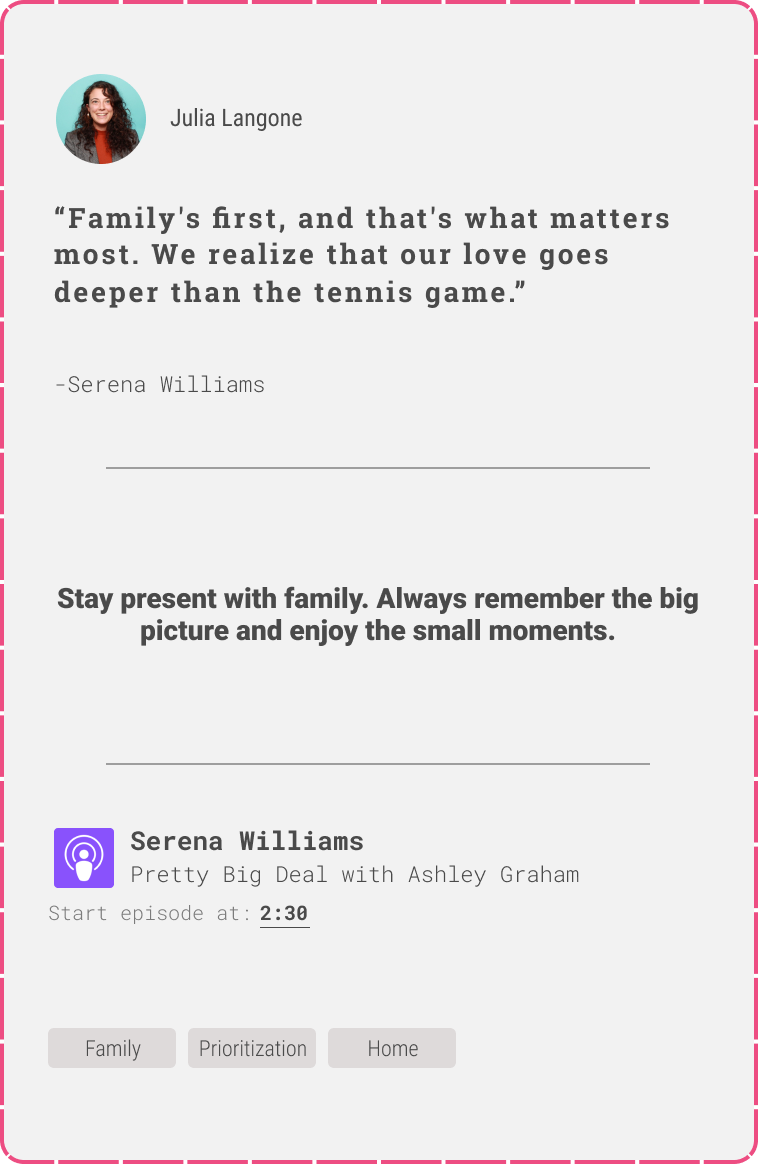 Julia Langone
“Family's first, and that's what matters
most. We realize that our love goes
deeper than the tennis game.”
-Serena Williams
Stay present with family. Always remember the big
picture and enjoy the small moments.
Serena Williams
Pretty Big Deal with Ashley Graham
Start episode at: 2:30
Family Prioritization Home